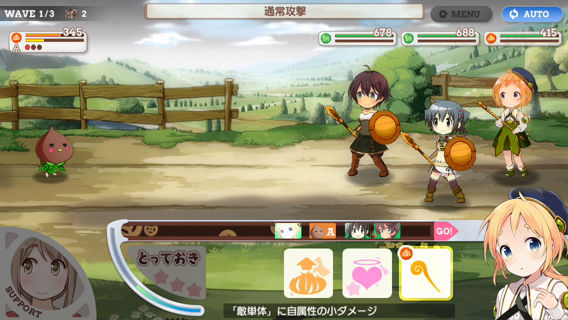 WAVE 1/3 2
通常攻撃
MENU
AUTO
345
A
678
688
415
A
GO!
とっておき
SUPPORT
「敵単体」に自属性の小ダメージ